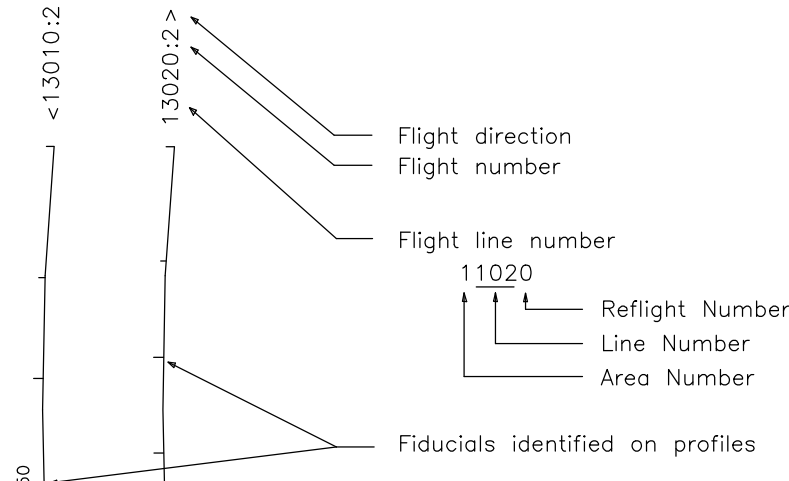 <13010:2
13020:2 >
Flight direction
Flight number
Flight line number
11020
Reflight Number
Line Number
Area Number
Fiducials identified on profiles